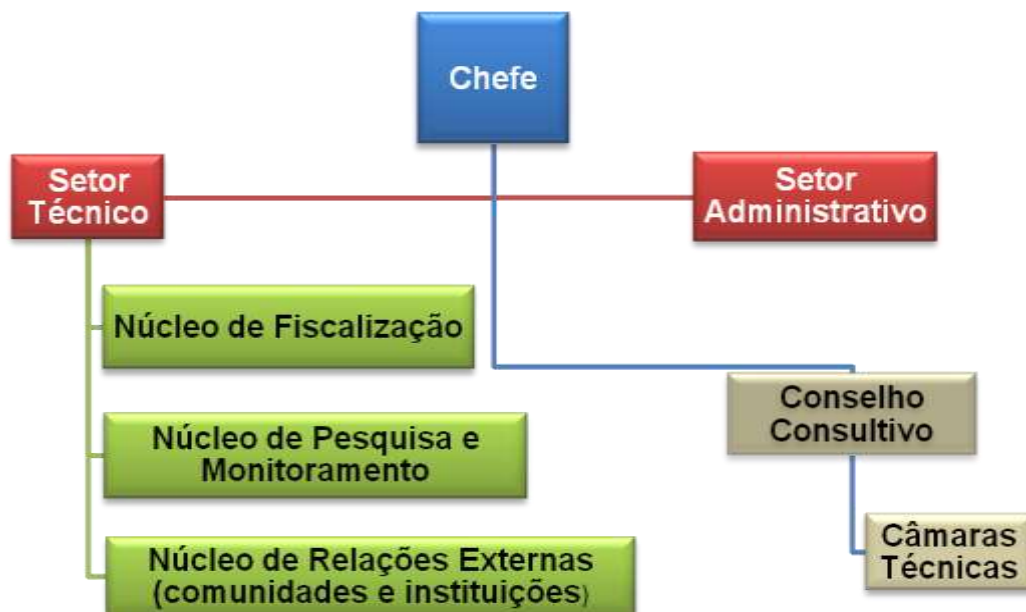 Chefe
Setor
Técnico
Setor
Administrativo
Núcleo de Fiscalização
Conselho
Consultivo
Núcleo de Pesquisa e
Monitoramento
Câmaras
Técnicas
Núcleo de Relações Externas
(comunidades e instituições)